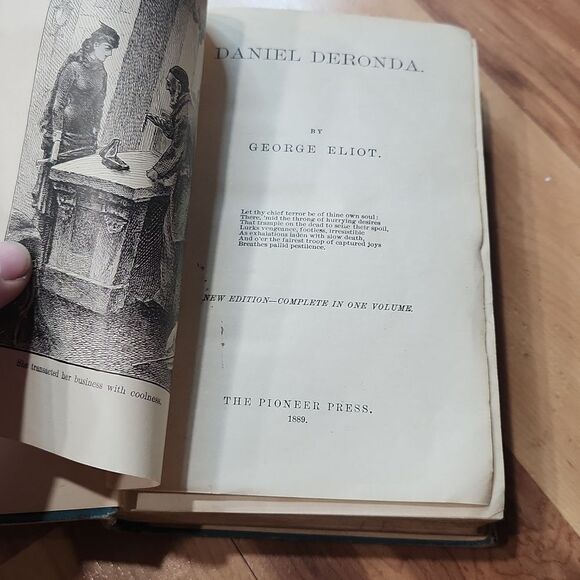 She transacted her business with coolness.
DANIEL DERONDA.
BY
GEORGE ELIOT.
Let thy chief terror be of thine own soul:
There, 'mid the throng of hurrying desires
That trample on the dead to seize their spoil,
Lurks vengeance, footless, irresistible
As exhalations laden with slow death,
And o'er the fairest troop of captured joys
Breathes pallid pestilence.
NEW EDITION—COMPLETE IN ONE VOLUME.
THE PIONEER PRESS.
1889.